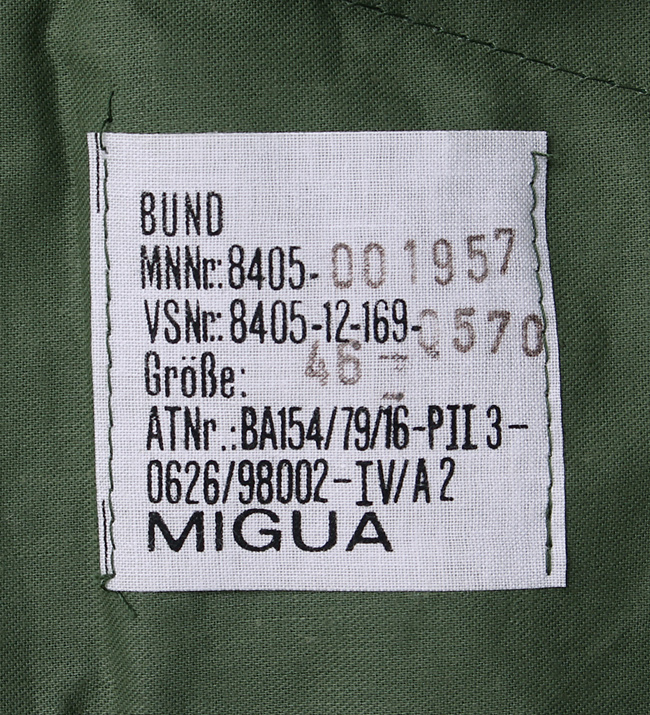 BUND
MNNr.:8405-001957
VSNr.:8405-12-169-0570
Größe: 46 -
ATNr.:BA154/79/16-PII 3-
0626/98002-IV/A 2
MIGUA